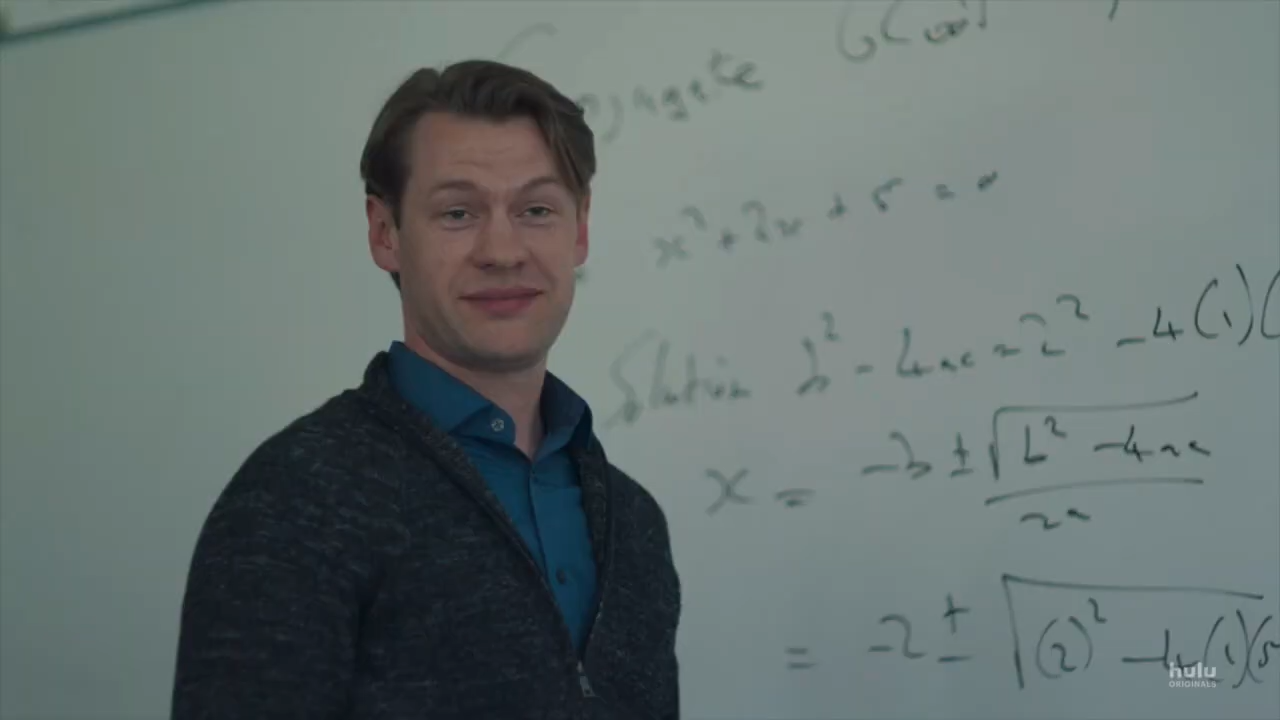 x² + 2x + 5 = 0
Solution b² - 4ac = 2² - 4(1)(
x = -b ± √b² - 4ac
2a
= -2 ± √(2)² - 4(1)(5
hulu
ORIGINALS